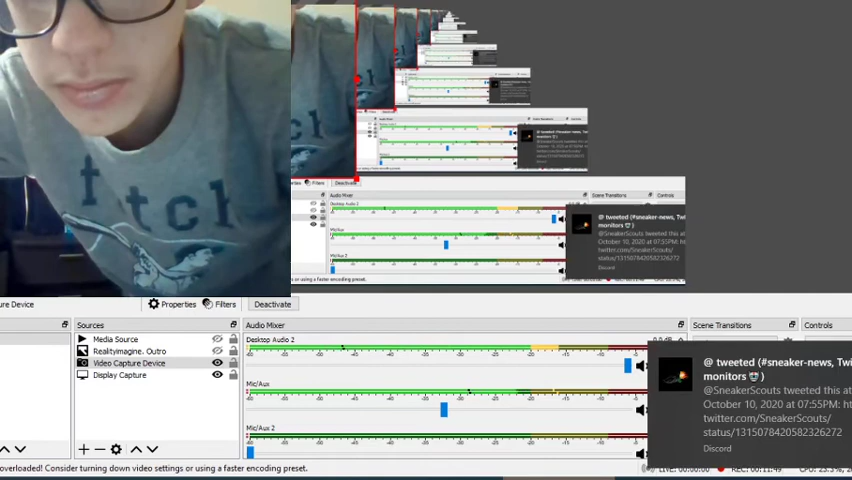 titch
Properties
Filters
Deactivate
Sources
Audio Mixer
Scene Transitions
Controls
Media Source
Realityimagine. Outro
Video Capture Device
Display Capture
Desktop Audio 2
Mic/Aux
Mic/Aux 2
overloaded! Consider turning down video settings or using a faster encoding preset.
LIVE: 00:00:00
REC: 00:11:49
@ tweeted (#sneaker-news, Twi
monitors)
@SneakerScouts tweeted this at
October 10, 2020 at 07:55PM: ht
twitter.com/SneakerScouts/
status/1315078420582326272
Discord